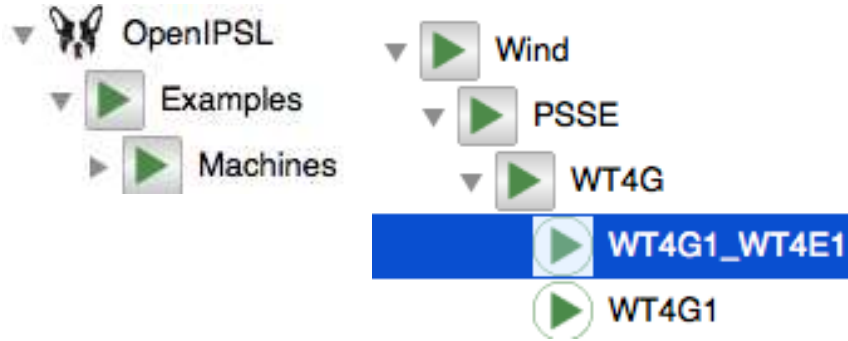 OpenIPSL
Examples
Machines
Wind
PSSE
WT4G
WT4G1_WT4E1
WT4G1